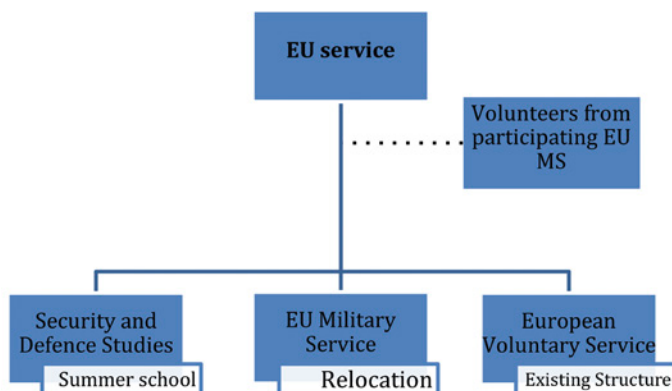 EU service
Volunteers from
participating EU
MS
Security and
Defence Studies
Summer school
EU Military
Service
Relocation
European
Voluntary Service
Existing Structure